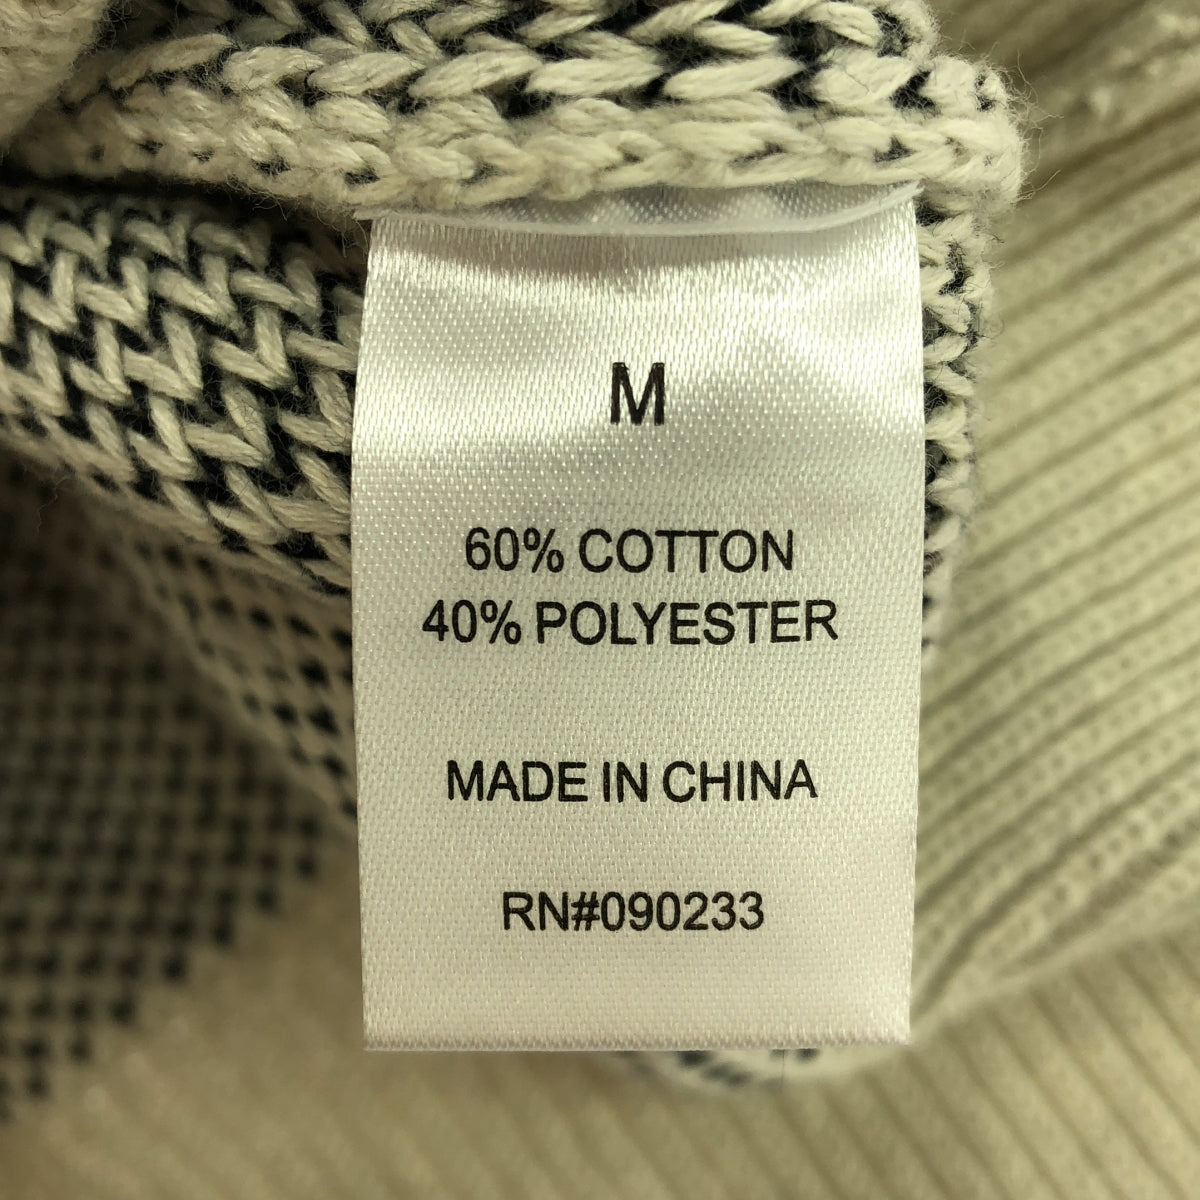 M
60% COTTON
40% POLYESTER
MADE IN CHINA
RN#090233